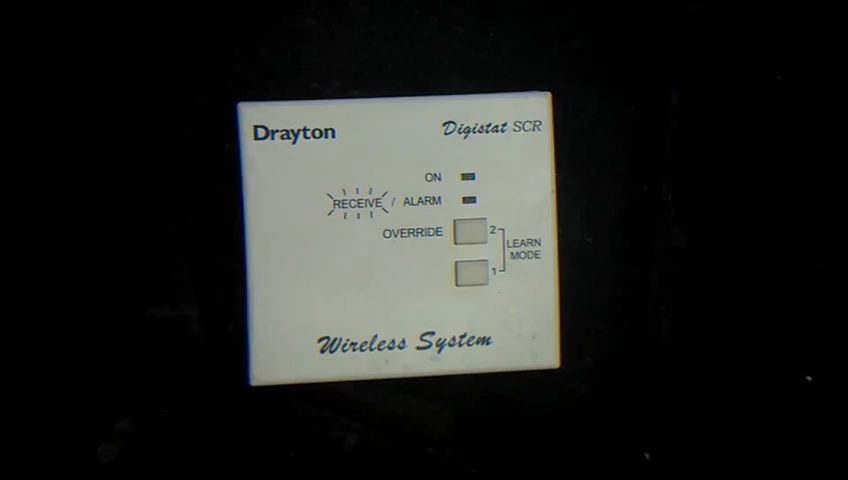 Drayton
Digistat SCR
ON
RECEIVE / ALARM
OVERRIDE
2
LEARN
MODE
1
Wireless System